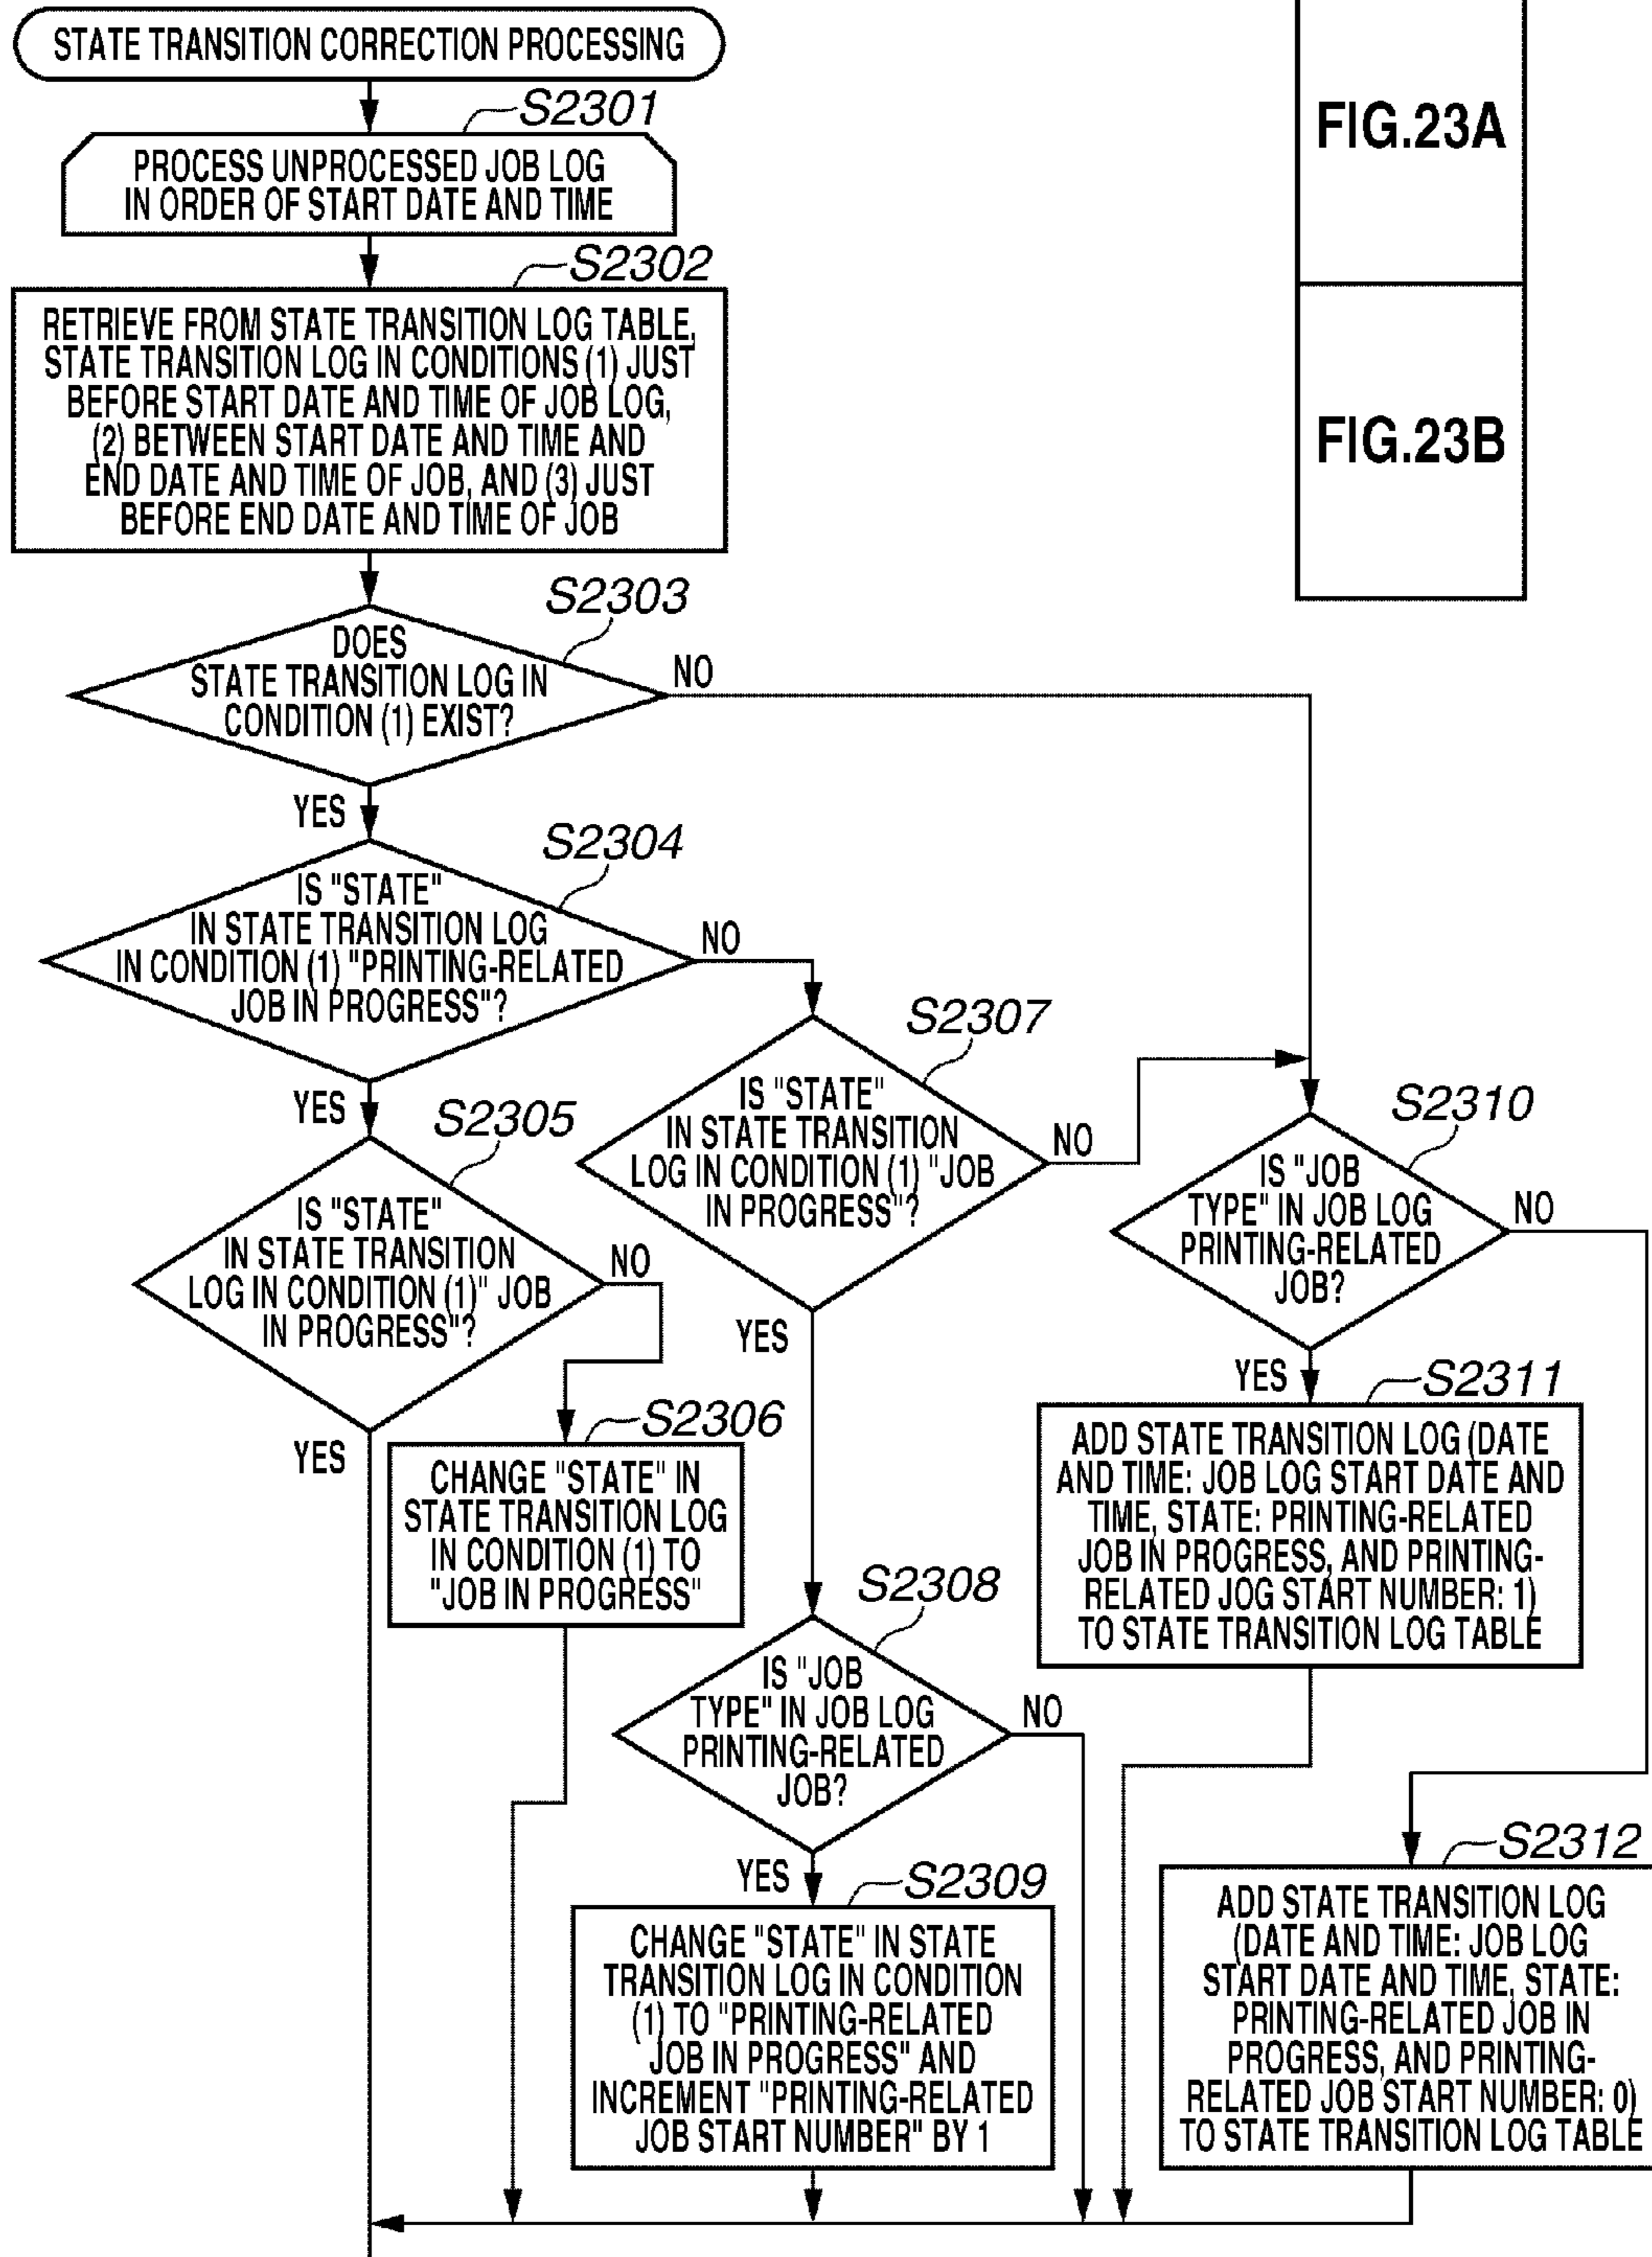 STATE TRANSITION CORRECTION PROCESSING
S2301
PROCESS UNPROCESSED JOB LOG
IN ORDER OF START DATE AND TIME
FIG.23A
FIG.23B
S2302
RETRIEVE FROM STATE TRANSITION LOG TABLE,
STATE TRANSITION LOG IN CONDITIONS (1) JUST
BEFORE START DATE AND TIME OF JOB LOG,
(2) BETWEEN START DATE AND TIME AND
END DATE AND TIME OF JOB, AND (3) JUST
BEFORE END DATE AND TIME OF JOB
S2303
DOES
STATE TRANSITION LOG IN
CONDITION (1) EXIST?
NO
YES
S2304
IS "STATE"
IN STATE TRANSITION LOG
IN CONDITION (1) "PRINTING-RELATED
JOB IN PROGRESS"?
NO
YES
S2305
IS "STATE"
IN STATE TRANSITION
LOG IN CONDITION (1)" JOB
IN PROGRESS"?
NO
YES
S2306
CHANGE "STATE" IN
STATE TRANSITION LOG
IN CONDITION (1) TO
"JOB IN PROGRESS"
S2307
IS "STATE"
IN STATE TRANSITION
LOG IN CONDITION (1) "JOB
IN PROGRESS"?
NO
YES
S2308
IS "JOB
TYPE" IN JOB LOG
PRINTING-RELATED
JOB?
NO
YES
S2309
CHANGE "STATE" IN STATE
TRANSITION LOG IN CONDITION
(1) TO "PRINTING-RELATED
JOB IN PROGRESS" AND
INCREMENT "PRINTING-RELATED
JOB START NUMBER" BY 1
S2310
IS "JOB
TYPE" IN JOB LOG
PRINTING-RELATED
JOB?
NO
YES
S2311
ADD STATE TRANSITION LOG (DATE
AND TIME: JOB LOG START DATE AND
TIME, STATE: PRINTING-RELATED
JOB IN PROGRESS, AND PRINTING-
RELATED JOG START NUMBER: 1)
TO STATE TRANSITION LOG TABLE
S2312
ADD STATE TRANSITION LOG
(DATE AND TIME: JOB LOG
START DATE AND TIME, STATE:
PRINTING-RELATED JOB IN
PROGRESS, AND PRINTING-
RELATED JOB START NUMBER: 0)
TO STATE TRANSITION LOG TABLE